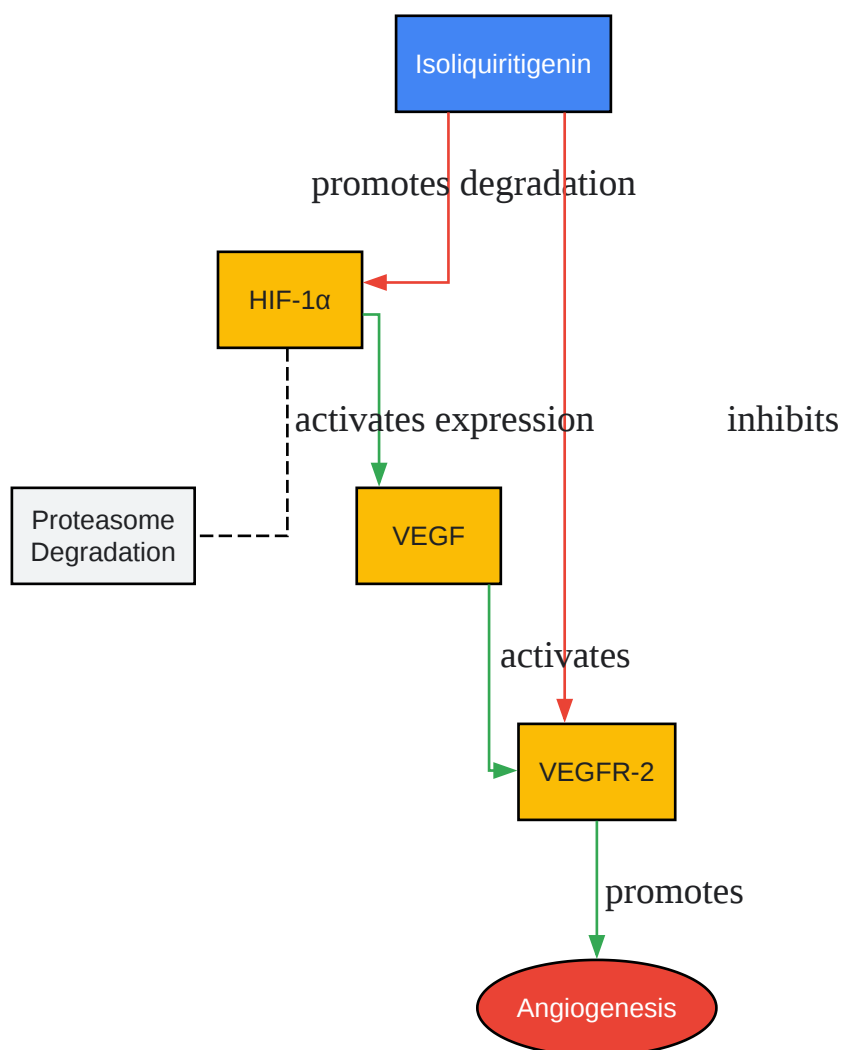 Isoliquiritigenin
promotes degradation
HIF-1α
activates expression
inhibits
Proteasome
Degradation
VEGF
activates
VEGFR-2
promotes
Angiogenesis